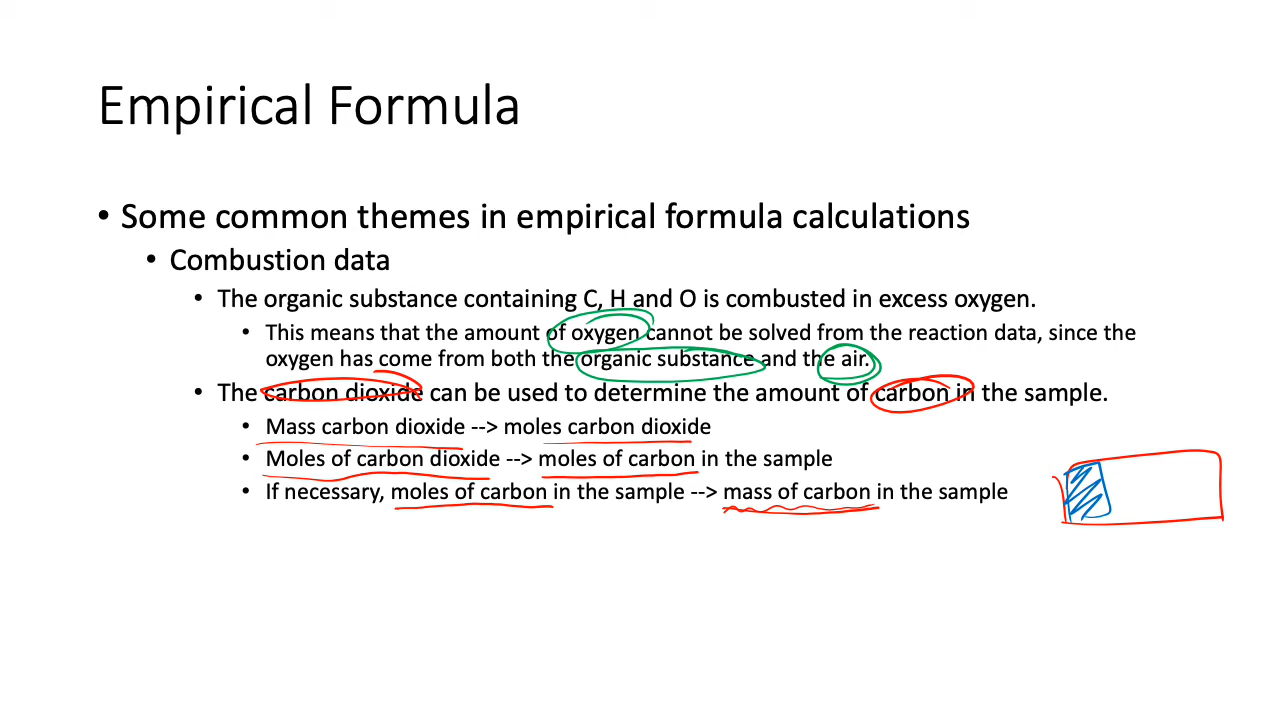 Empirical Formula
• Some common themes in empirical formula calculations
• Combustion data
• The organic substance containing C, H and O is combusted in excess oxygen.
• This means that the amount of oxygen cannot be solved from the reaction data, since the
oxygen has come from both the organic substance and the air.
• The carbon dioxide can be used to determine the amount of carbon in the sample.
• Mass carbon dioxide --> moles carbon dioxide
• Moles of carbon dioxide --> moles of carbon in the sample
• If necessary, moles of carbon in the sample --> mass of carbon in the sample